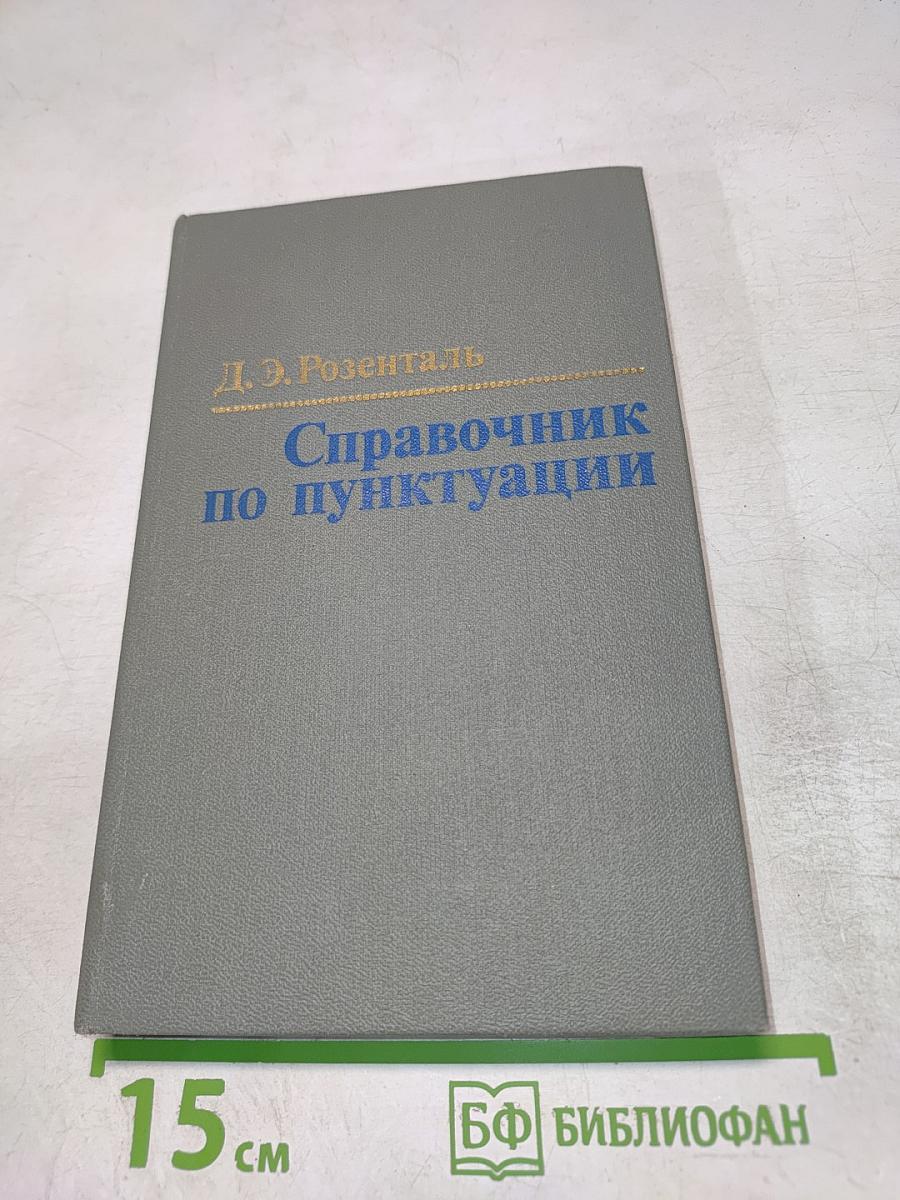 Д. Э. Розенталь
Справочник
по пунктуации
15 см
БФ БИБЛИОФАН